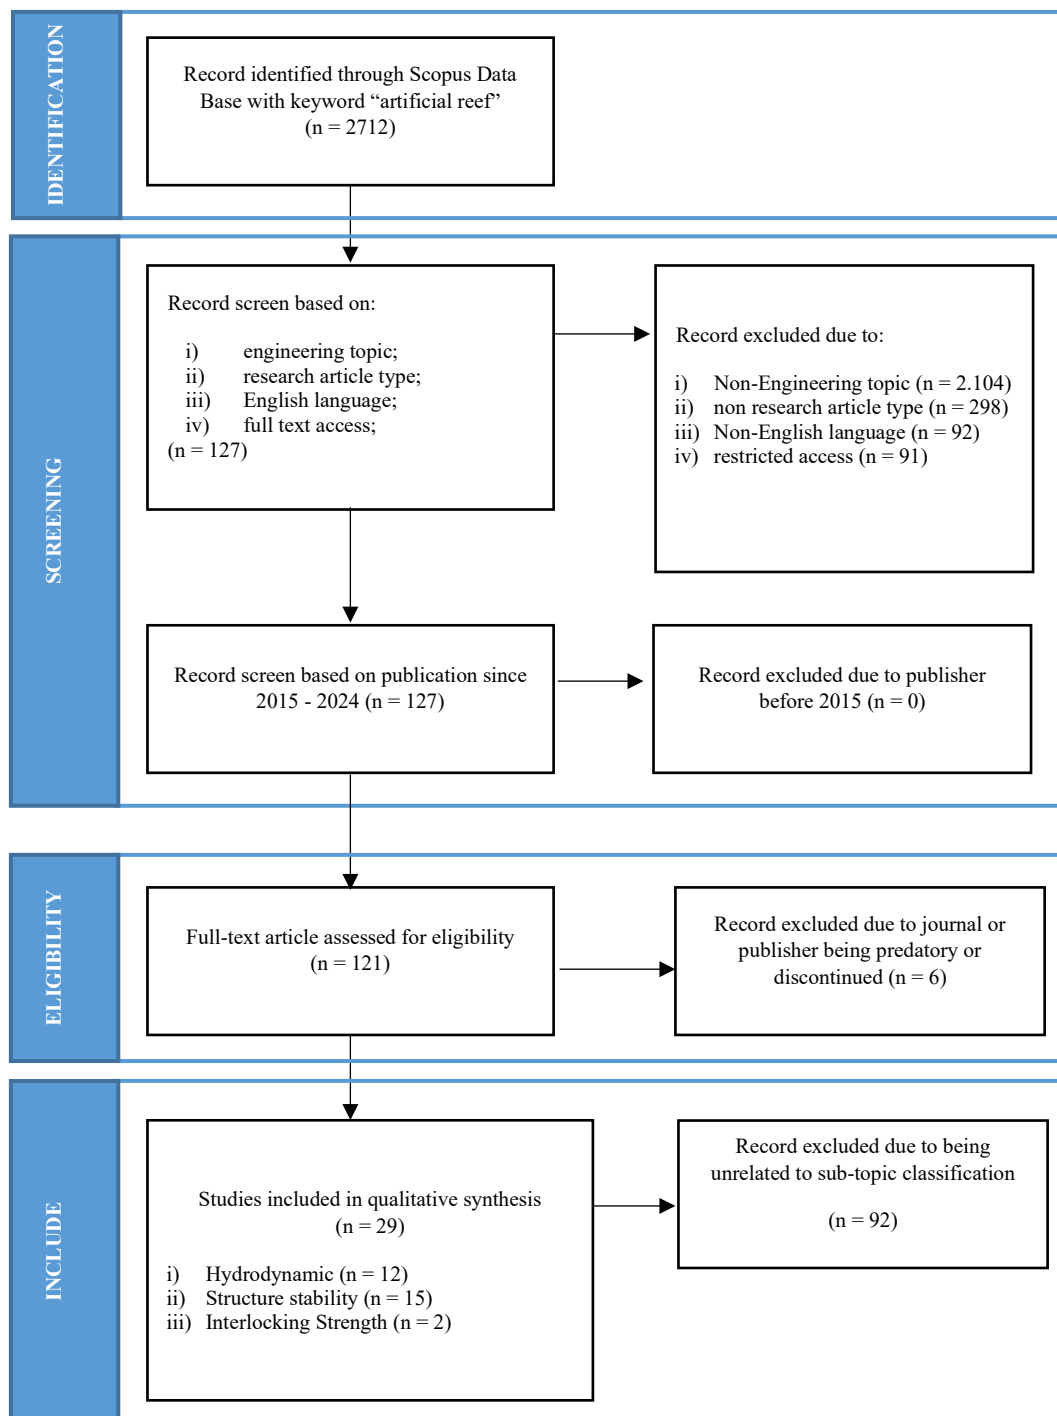 IDENTIFICATION
Record identified through Scopus Data
Base with keyword “artificial reef”
(n = 2712)
SCREENING
Record screen based on:
i) engineering topic;
ii) research article type;
iii) English language;
iv) full text access;
(n = 127)
Record excluded due to:
i) Non-Engineering topic (n = 2.104)
ii) non research article type (n = 298)
iii) Non-English language (n = 92)
iv) restricted access (n = 91)
Record screen based on publication since
2015 - 2024 (n = 127)
Record excluded due to publisher
before 2015 (n = 0)
ELIGIBILITY
Full-text article assessed for eligibility
(n = 121)
Record excluded due to journal or
publisher being predatory or
discontinued (n = 6)
INCLUDE
Studies included in qualitative synthesis
(n = 29)
i) Hydrodynamic (n = 12)
ii) Structure stability (n = 15)
iii) Interlocking Strength (n = 2)
Record excluded due to being
unrelated to sub-topic classification
(n = 92)